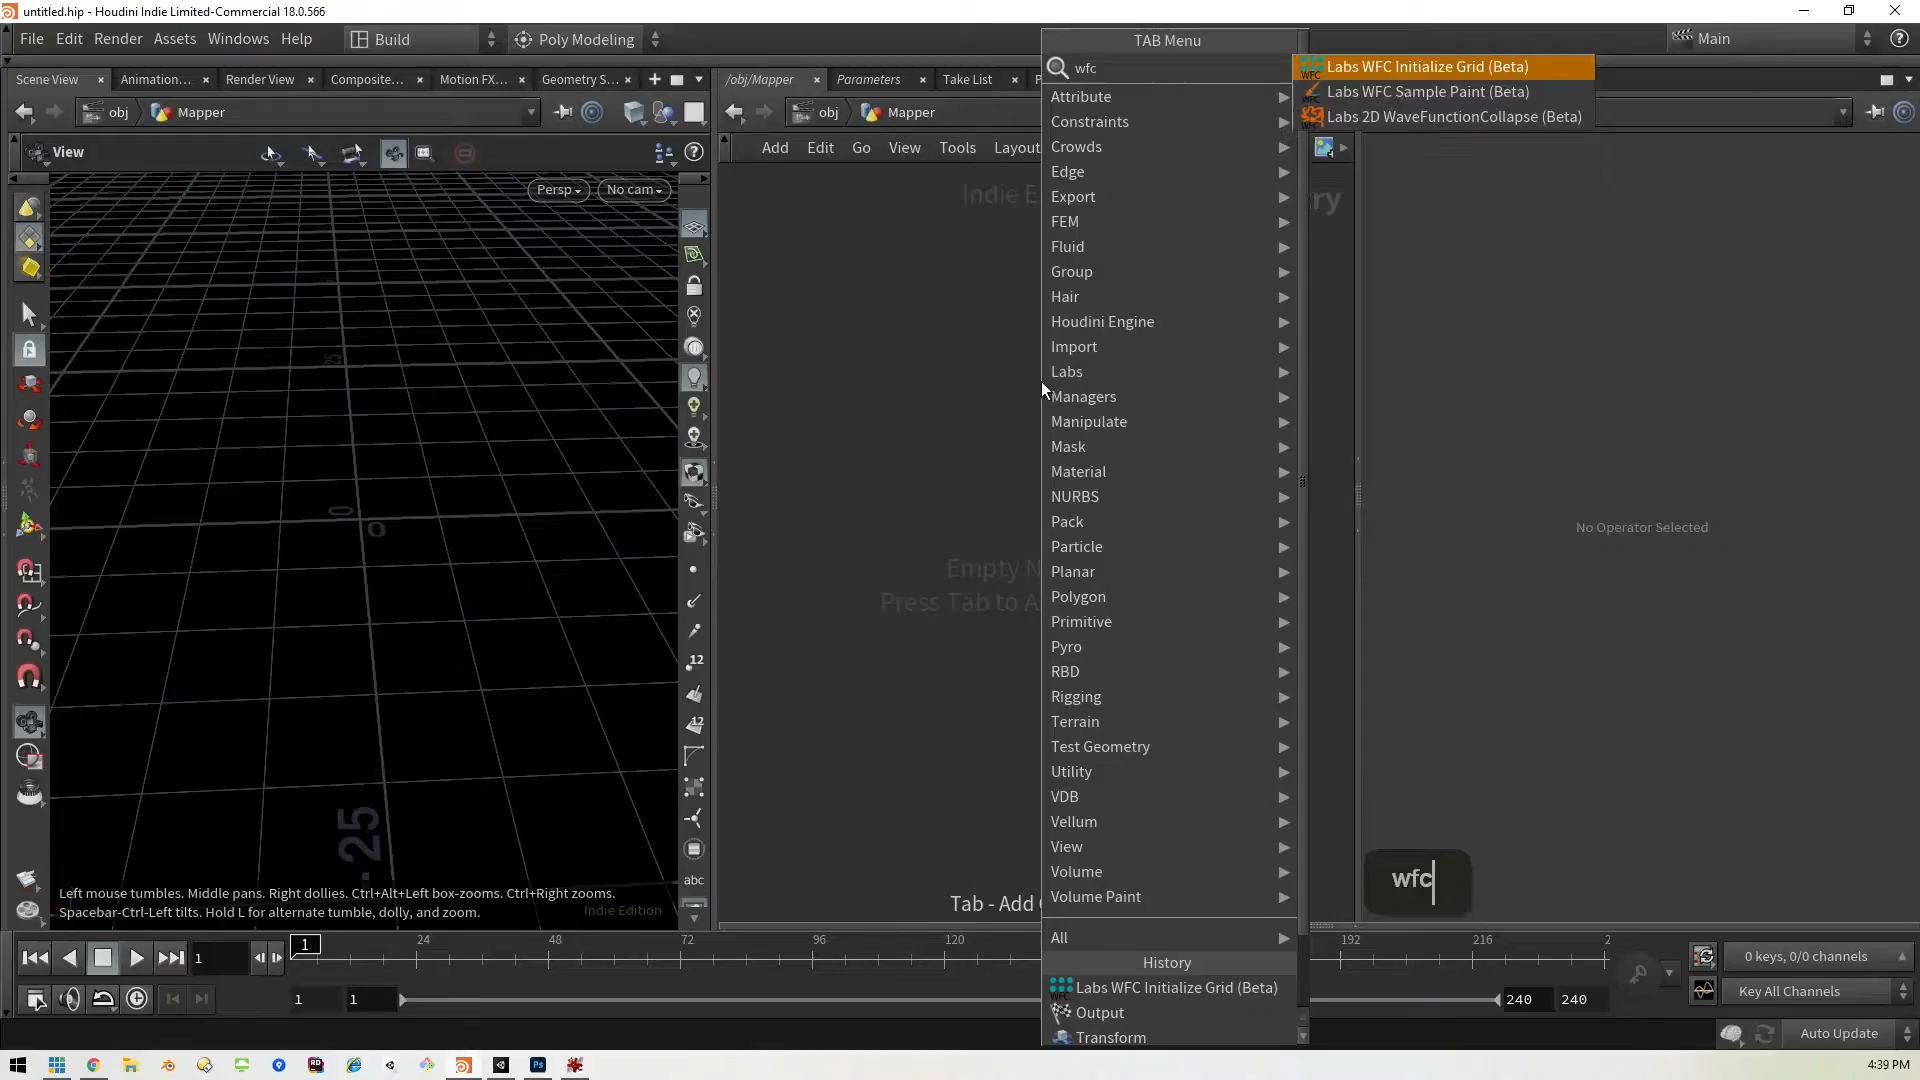 untitled.hip - Houdini Indie Limited-Commercial 18.0.566
File Edit Render Assets Windows Help Build Poly Modeling Main
Scene View Animation... Render View Composite... Motion FX... Geometry S... /obj/Mapper Parameters Take List
obj Mapper obj Mapper
View Add Edit Go View Tools Layout
Persp No cam
Indie E
ry
TAB Menu
wfc
Attribute
Constraints
Crowds
Edge
Export
FEM
Fluid
Group
Hair
Houdini Engine
Import
Labs
Managers
Manipulate
Mask
Material
NURBS
Pack
Particle
Planar
Polygon
Primitive
Pyro
RBD
Rigging
Terrain
Test Geometry
Utility
VDB
Vellum
View
Volume
Volume Paint
All
History
Labs WFC Initialize Grid (Beta)
Output
Transform
Labs WFC Initialize Grid (Beta)
Labs WFC Sample Paint (Beta)
Labs 2D WaveFunctionCollapse (Beta)
Empty N
Press Tab to A
Tab - Add
No Operator Selected
wfc
25
0
0
-25
12
12
abc
Left mouse tumbles. Middle pans. Right dollies. Ctrl+Alt+Left box-zooms. Ctrl+Right zooms.
Spacebar-Ctrl-Left tilts. Hold L for alternate tumble, dolly, and zoom.
Indie Edition
1 1 24 48 72 96 120 192 216 2
0 keys, 0/0 channels
1 1 240 240
Key All Channels
Auto Update
4:39 PM